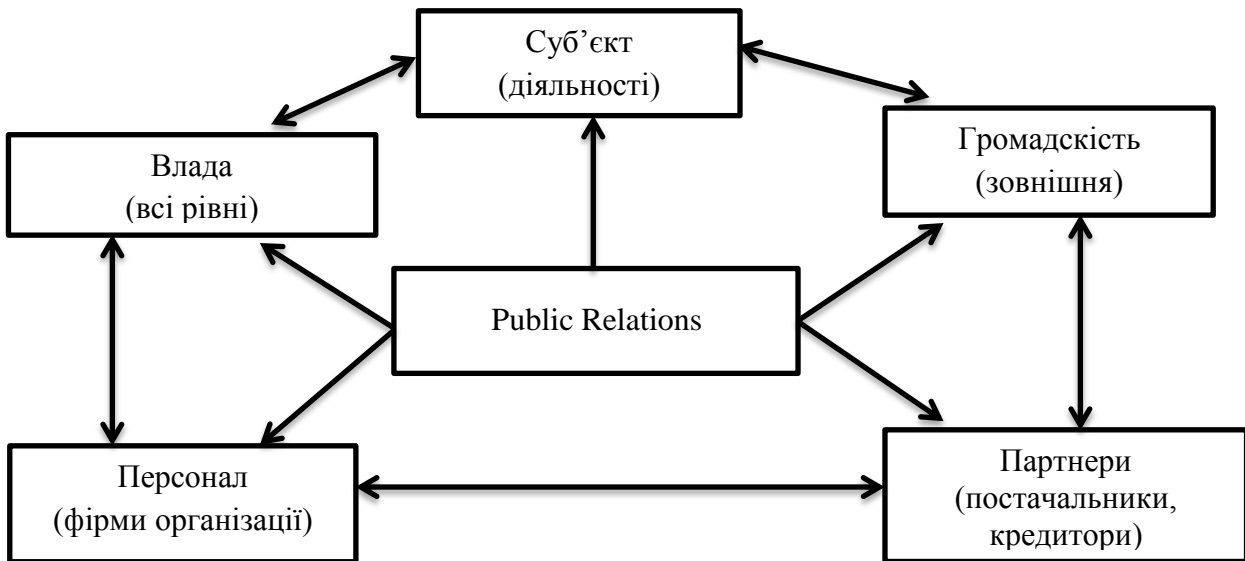 Суб’єкт
(діяльності)
Влада
(всі рівні)
Громадскість
(зовнішня)
Public Relations
Персонал
(фірми організації)
Партнери
(постачальники,
кредитори)